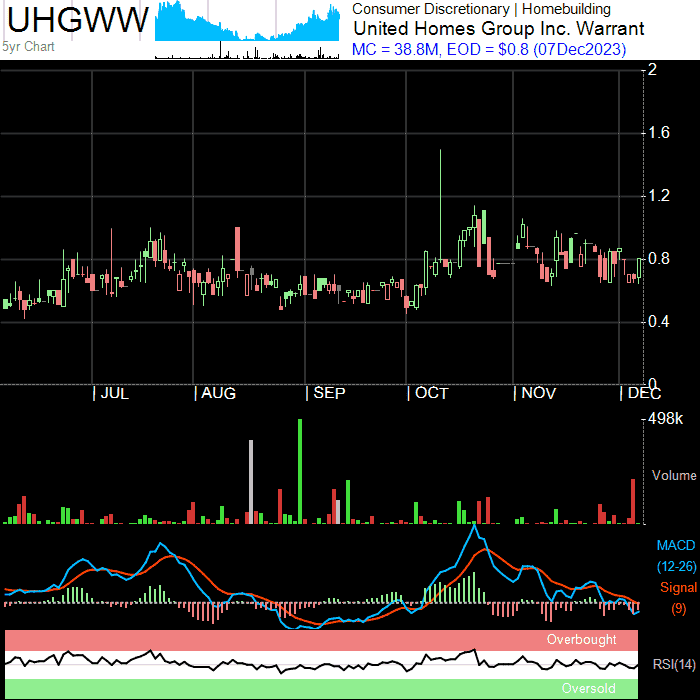 UHGWW
5yr Chart
Consumer Discretionary | Homebuilding
United Homes Group Inc. Warrant
MC = 38.8M, EOD = $0.8 (07Dec2023)
2
1.6
1.2
0.8
0.4
0
| JUL | AUG | SEP | OCT | NOV | DEC
498k
Volume
MACD
(12-26)
Signal
(9)
Overbought
RSI(14)
Oversold